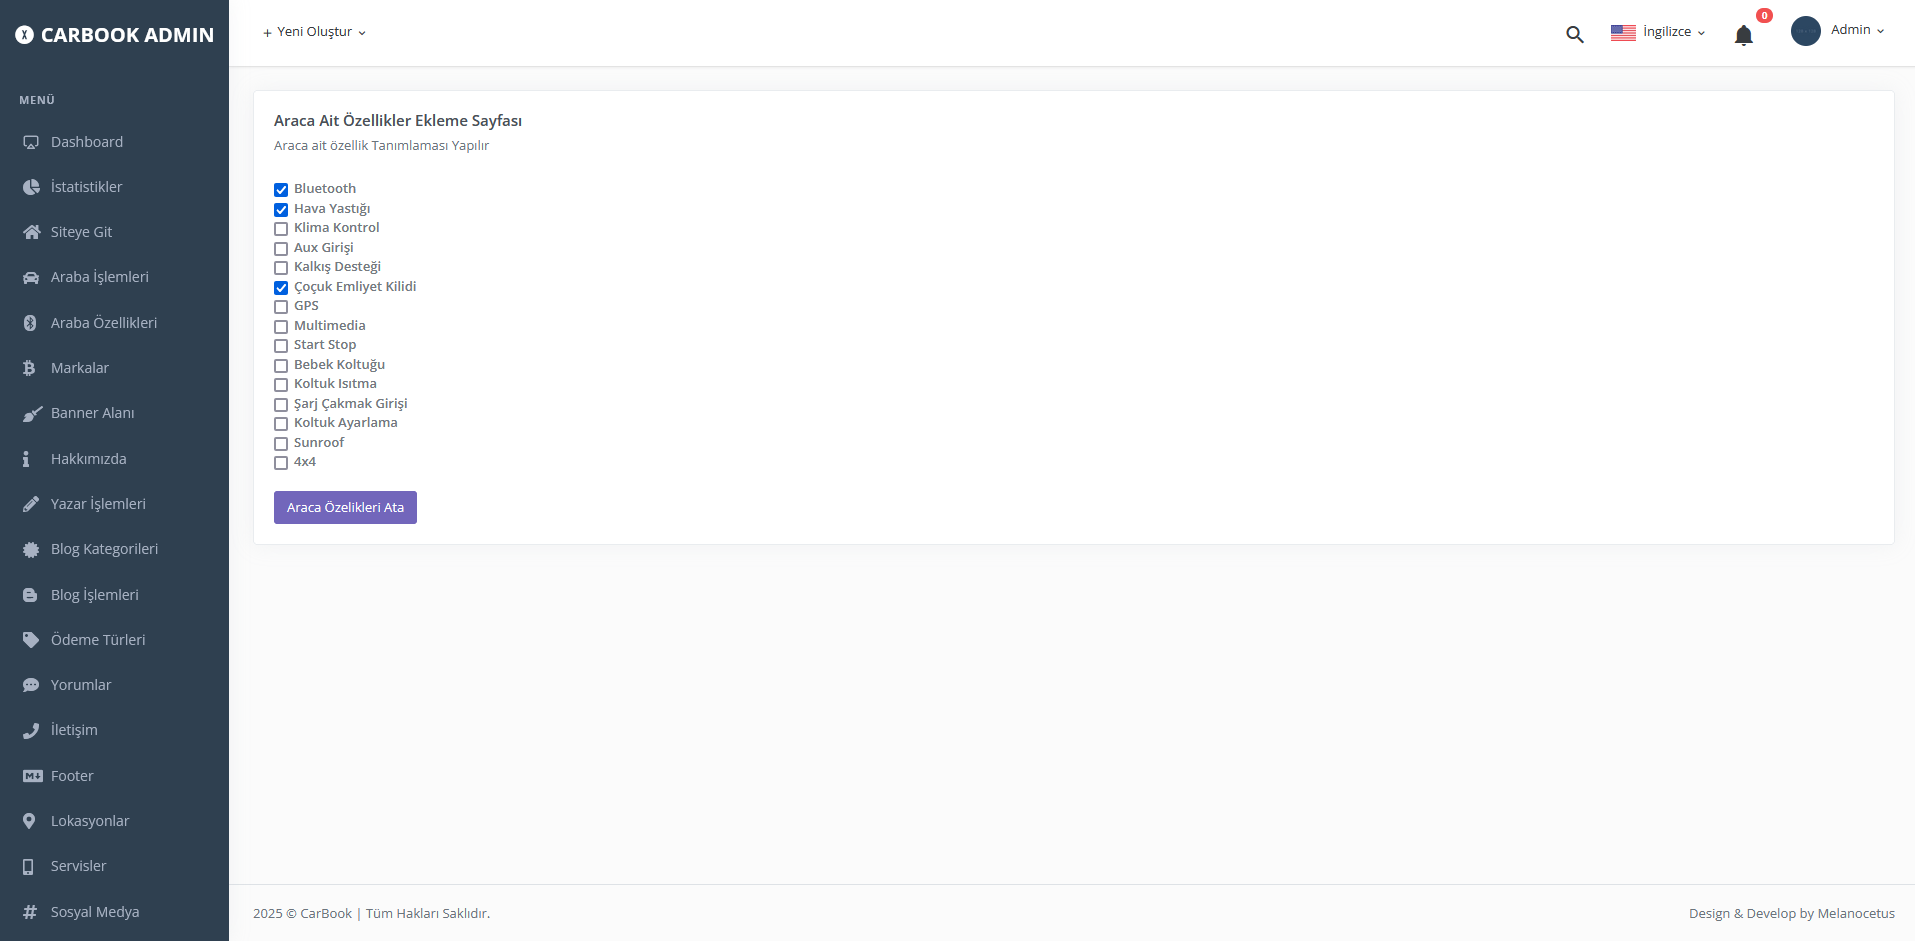 CARBOOK ADMIN
+ Yeni Oluştur
İngilizce
0
Admin
MENÜ
Dashboard
İstatistikler
Siteye Git
Araba İşlemleri
Araba Özellikleri
Markalar
Banner Alanı
Hakkımızda
Yazar İşlemleri
Blog Kategorileri
Blog İşlemleri
Ödeme Türleri
Yorumlar
İletişim
Footer
Lokasyonlar
Servisler
Sosyal Medya
Araca Ait Özellikler Ekleme Sayfası
Araca ait özellik Tanımlaması Yapılır
Bluetooth
Hava Yastığı
Klima Kontrol
Aux Girişi
Kalkış Desteği
Çoçuk Emliyet Kilidi
GPS
Multimedia
Start Stop
Bebek Koltuğu
Koltuk Isıtma
Şarj Çakmak Girişi
Koltuk Ayarlama
Sunroof
4x4
Araca Özelikleri Ata
2025 © CarBook | Tüm Hakları Saklıdır.
Design & Develop by Melanocetus